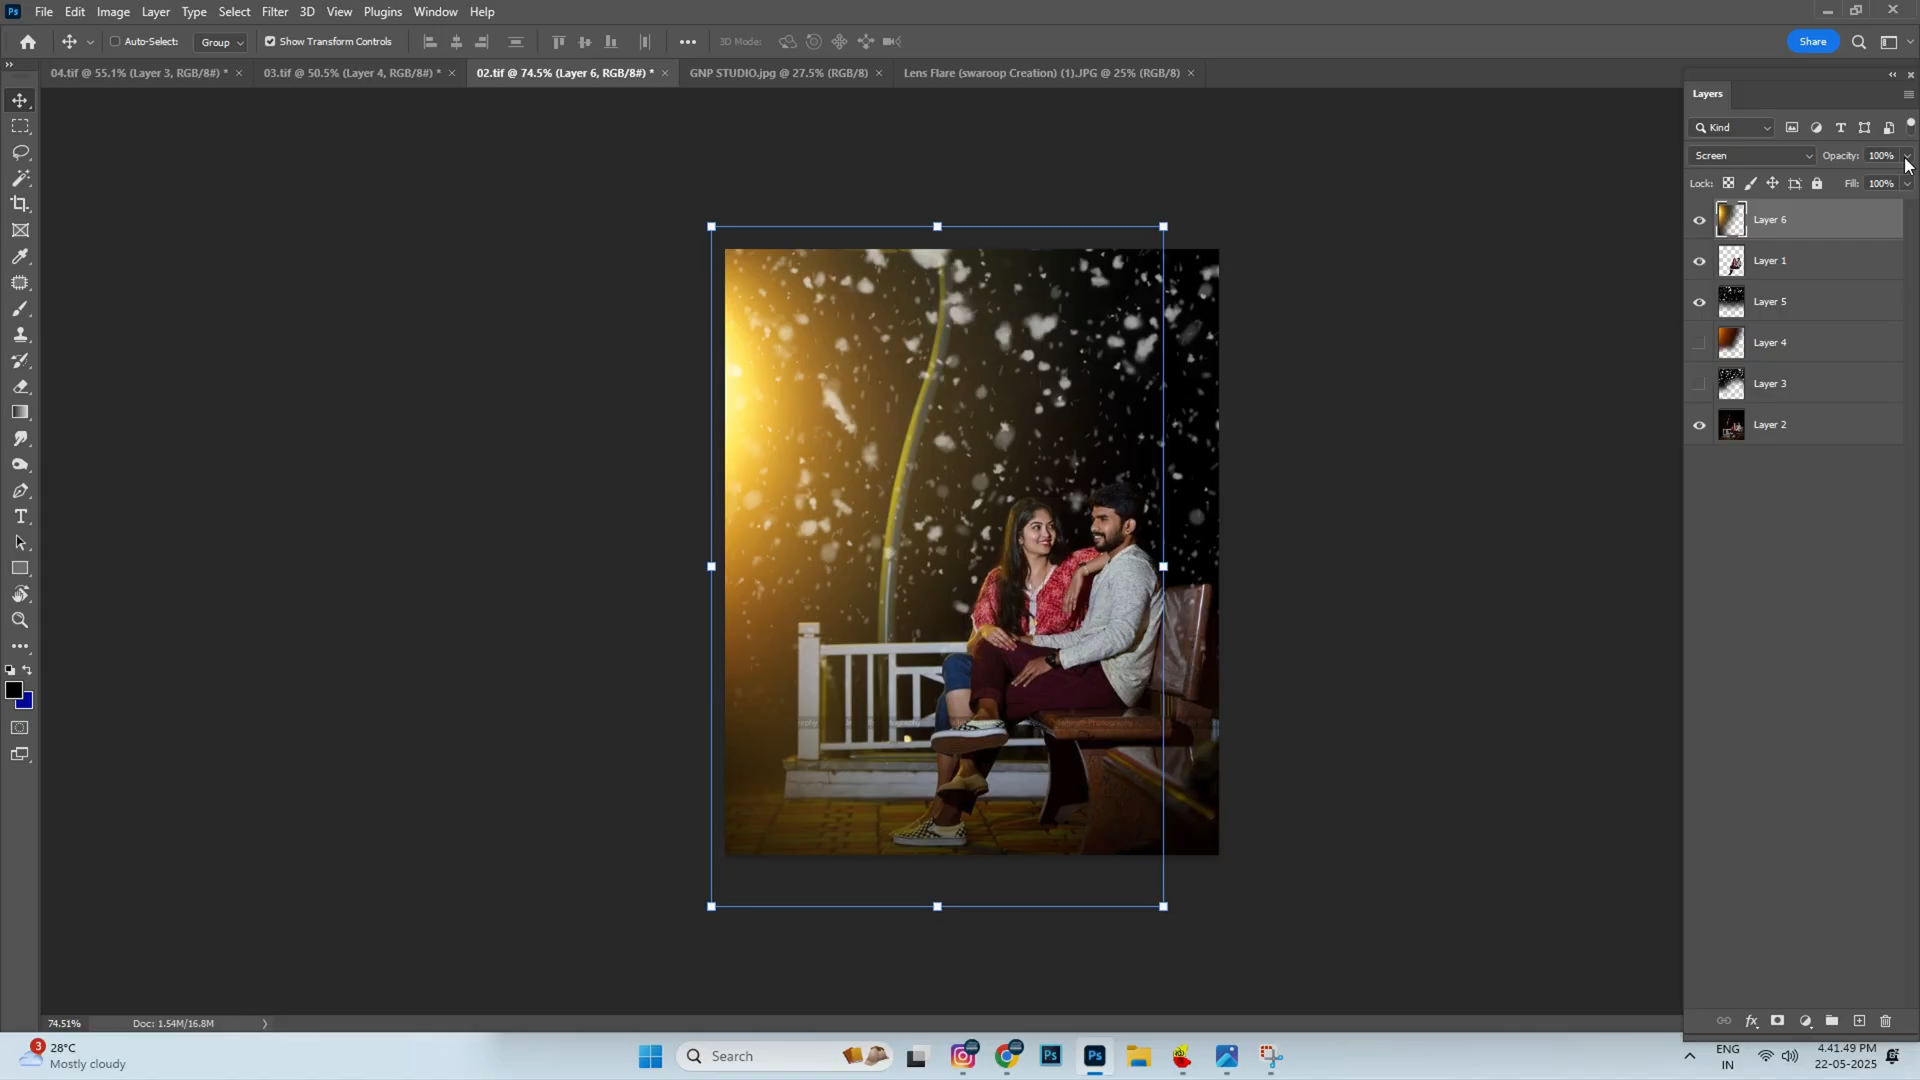 Ps File Edit Image Layer Type Select Filter 3D View Plugins Window Help
Auto-Select: Group Show Transform Controls 3D Mode: Share
04.tif @ 55.1% (Layer 3, RGB/8#) * × 03.tif @ 50.5% (Layer 4, RGB/8#) * × 02.tif @ 74.5% (Layer 6, RGB/8#) * × GNP STUDIO.jpg @ 27.5% (RGB/8) × Lens Flare (swaroop Creation) (1).JPG @ 25% (RGB/8) ×
Layers
Kind
Screen Opacity: 100%
Lock: Fill: 100%
Layer 6
Layer 1
Layer 5
Layer 4
Layer 3
Layer 2
74.51% Doc: 1.54M/16.8M
3 28°C
Mostly cloudy
Search
Ps
Ps
ENG
IN
4.41.49 PM
22-05-2025